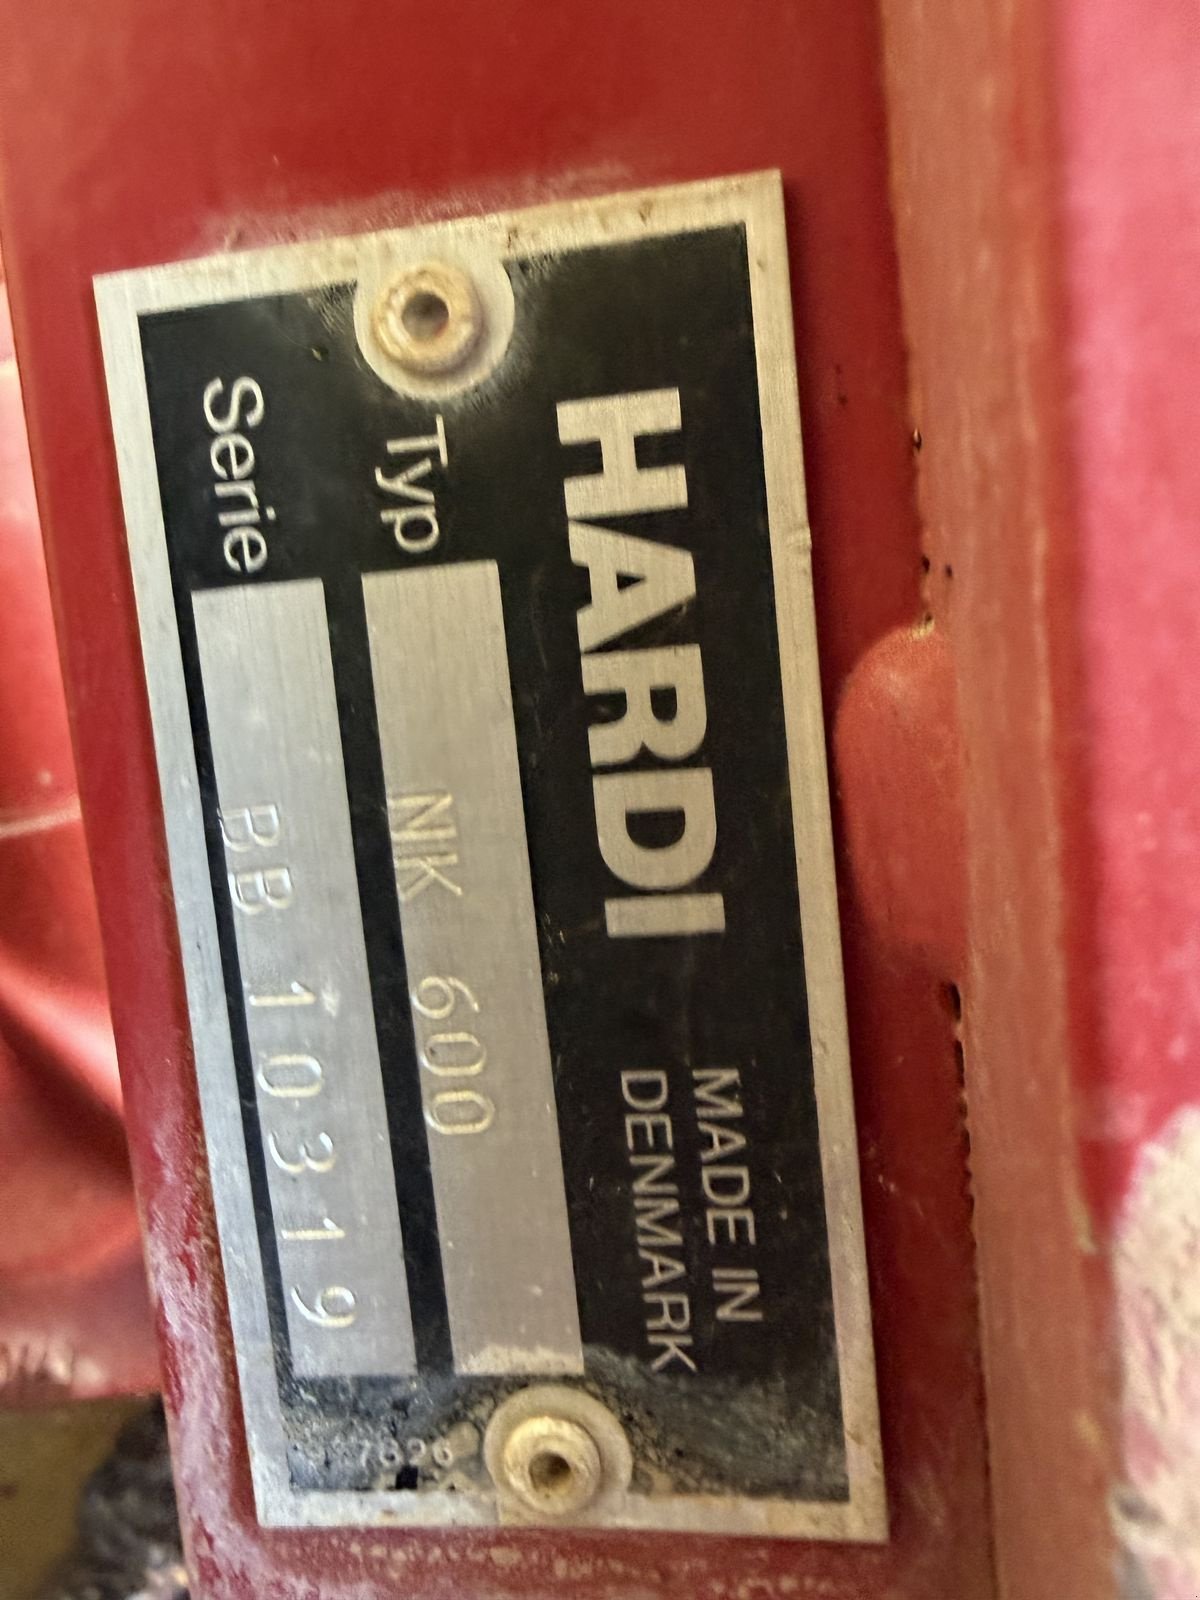 HARDI
MADE IN
DENMARK
Typ NK 600
Serie BB 10319